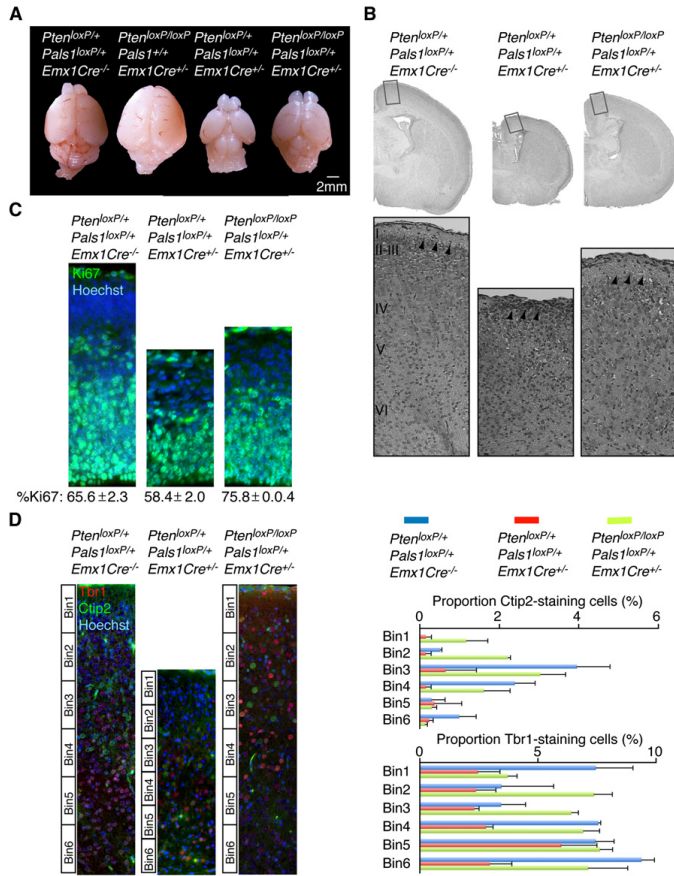 A
Pten loxP/+ Pten loxP/loxP Pten loxP/+ Pten loxP/loxP
Pals1 loxP/+ Pals1 +/+ Pals1 loxP/+ Pals1 loxP/+
Emx1Cre-/- Emx1Cre+/- Emx1Cre+/- Emx1Cre+/-
2mm
B
Pten loxP/+ Pten loxP/+ Pten loxP/loxP
Pals1 loxP/+ Pals1 loxP/+ Pals1 loxP/+
Emx1Cre-/- Emx1Cre+/- Emx1Cre+/-
I
II-III
IV
V
VI
C
Pten loxP/+ Pten loxP/+ Pten loxP/loxP
Pals1 loxP/+ Pals1 loxP/+ Pals1 loxP/+
Emx1Cre-/- Emx1Cre+/- Emx1Cre+/-
Ki67
Hoechst
%Ki67: 65.6 ±2.3 58.4± 2.0 75.8± 0.0.4
D
Pten loxP/+ Pten loxP/+ Pten loxP/loxP
Pals1 loxP/+ Pals1 loxP/+ Pals1 loxP/+
Emx1Cre-/- Emx1Cre+/- Emx1Cre+/-
Tbr1
Ctip2
Hoechst
Bin1
Bin2
Bin3
Bin4
Bin5
Bin6
Bin1
Bin2
Bin3
Bin4
Bin5
Bin6
Bin1
Bin2
Bin3
Bin4
Bin5
Bin6
Pten loxP/+ Pten loxP/+ Pten loxP/loxP
Pals1 loxP/+ Pals1 loxP/+ Pals1 loxP/+
Emx1Cre-/- Emx1Cre+/- Emx1Cre+/-
Proportion Ctip2-staining cells (%)
0 2 4 6
Bin1
Bin2
Bin3
Bin4
Bin5
Bin6
Proportion Tbr1-staining cells (%)
0 5 10
Bin1
Bin2
Bin3
Bin4
Bin5
Bin6